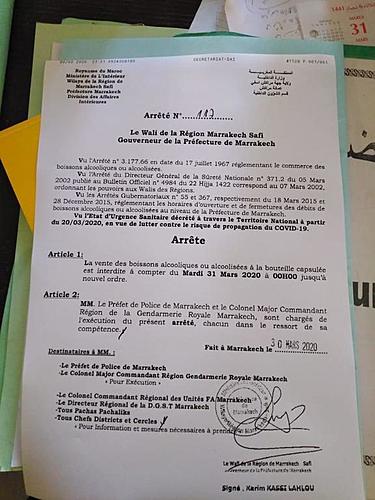 SECRETARIAT-DAI
Royaume du Maroc
Ministère de L'Intérieur
Wilaya de la Région de
Marrakech Safi
Préfecture Marrakech
Division des Affaires
Intérieures
المملكة المغربية
وزارة الداخلية
1441
MARS
31
MARDI
Arrêté N°
Le Wali de la Région Marrakech Safi
Gouverneur de la Préfecture de Marrakech
Vu l'Arrêté n° 3.177.66 en date du 17 juillet 1967 réglementant le commerce des
boissons alcooliques ou alcoolisées.
Vu l'Arrêté du Directeur Général de la Sûreté Nationale n° 371.2 du 05 Mars
2002 publié au Bulletin Officiel n° 4984 du 22 Hijja 1422 correspond au 07 Mars 2002,
ordonnant les pouvoirs aux Walis des Régions.
Vu les Arrêtés Gubernatoriaux n° 55 et 367, respectivement du 18 Mars 2015 et
28 Décembre 2015, réglementant les horaires d'ouverture et de fermetures des débits de
boissons alcooliques ou alcoolisées au niveau de la Préfecture de Marrakech.
Vu l'Etat d'Urgence Sanitaire décrété à travers le Territoire National à partir
du 20/03/2020, en vue de lutter contre le risque de propagation du COVID-19.
Arrête
Article 1:
La vente des boissons alcooliques ou alcoolisées à la bouteille capsulée
est interdite à compter du Mardi 31 Mars 2020 à 00H00 jusqu'à
nouvel ordre.
Article 2:
MM. Le Préfet de Police de Marrakech et le Colonel Major Commandant
Région de la Gendarmerie Royale Marrakech, sont chargés de
l'exécution du présent arrêté, chacun dans le ressort de sa
compétence.
Fait à Marrakech le 30 MARS 2020
Destinataires à MM. :
-Le Préfet de Police de Marrakech
-Le Colonel Major Commandant Région Gendarmerie Royale Marrakech
« Pour Exécution »
-Le Colonel Commandant Régional des Unités FA Marrakech
-Le Directeur Régional de la D.G.S.T Marrakech
-Tous Pachas Pachaliks
-Tous Chefs Districts et Cercles
« Pour Information et mesures nécessaires à prendre
Le Wali de la Région de Marrakech Safi
Gouverneur de la Préfecture de Marrakech
Signé : Karim KASSI LAHLOU